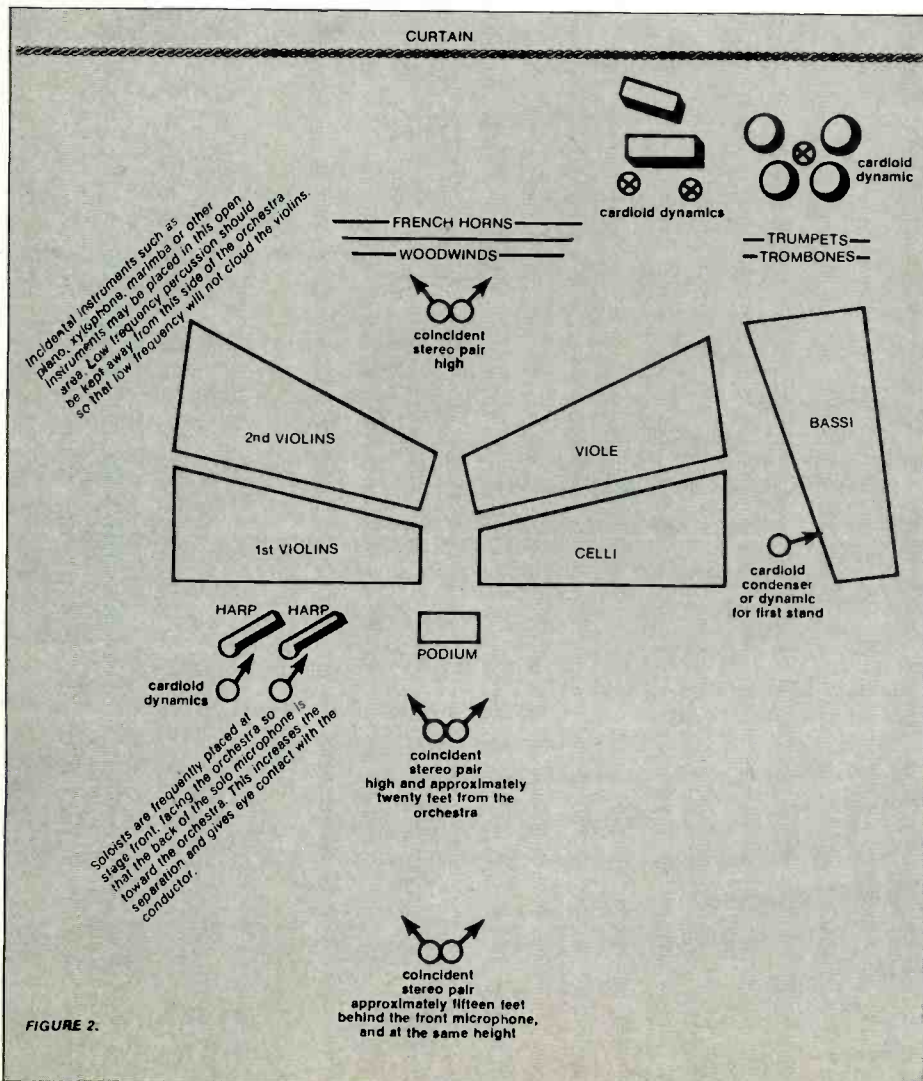 CURTAIN
cardioid
dynamic
cardioid dynamics
Incidental instruments such as
piano, xylophone, marimba or other
instruments may be placed in this open
area. Low frequency percussion should
be kept away from this side of the orchestra
so that low frequency will not cloud the violins.
FRENCH HORNS
WOODWINDS
TRUMPETS
TROMBONES
coincident
stereo pair
high
2nd VIOLINS
VIOLE
BASSI
1st VIOLINS
CELLI
cardioid
condenser
or dynamic
for first stand
HARP HARP
PODIUM
cardioid
dynamics
Soloists are frequently placed at
stage front, facing the orchestra so
that the back of the solo microphone is
toward the orchestra. This increases the
separation and gives eye contact with the
conductor.
coincident
stereo pair
high and approximately
twenty feet from the
orchestra
coincident
stereo pair
approximately fifteen feet
behind the front microphone,
and at the same height
FIGURE 2.